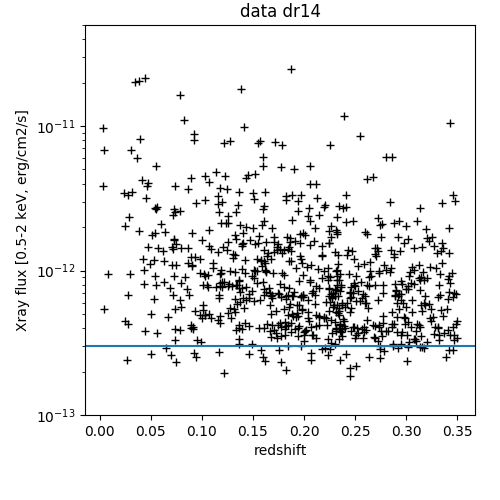 data dr14
Xray flux [0.5-2 keV, erg/cm2/s]
10⁻¹¹
10⁻¹²
10⁻¹³
0.00 0.05 0.10 0.15 0.20 0.25 0.30 0.35
redshift